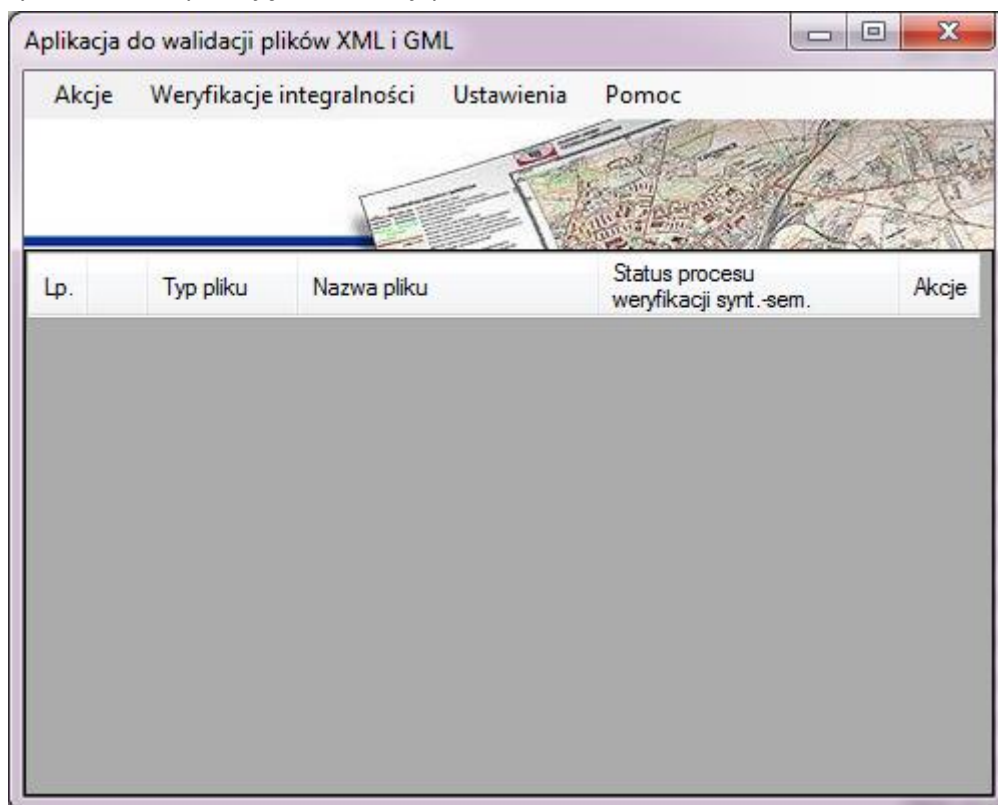 Aplikacja do walidacji plików XML i GML
Akcje Weryfikacje integralności Ustawienia Pomoc
Lp. Typ pliku Nazwa pliku Status procesu weryfikacji synt.-sem. Akcje